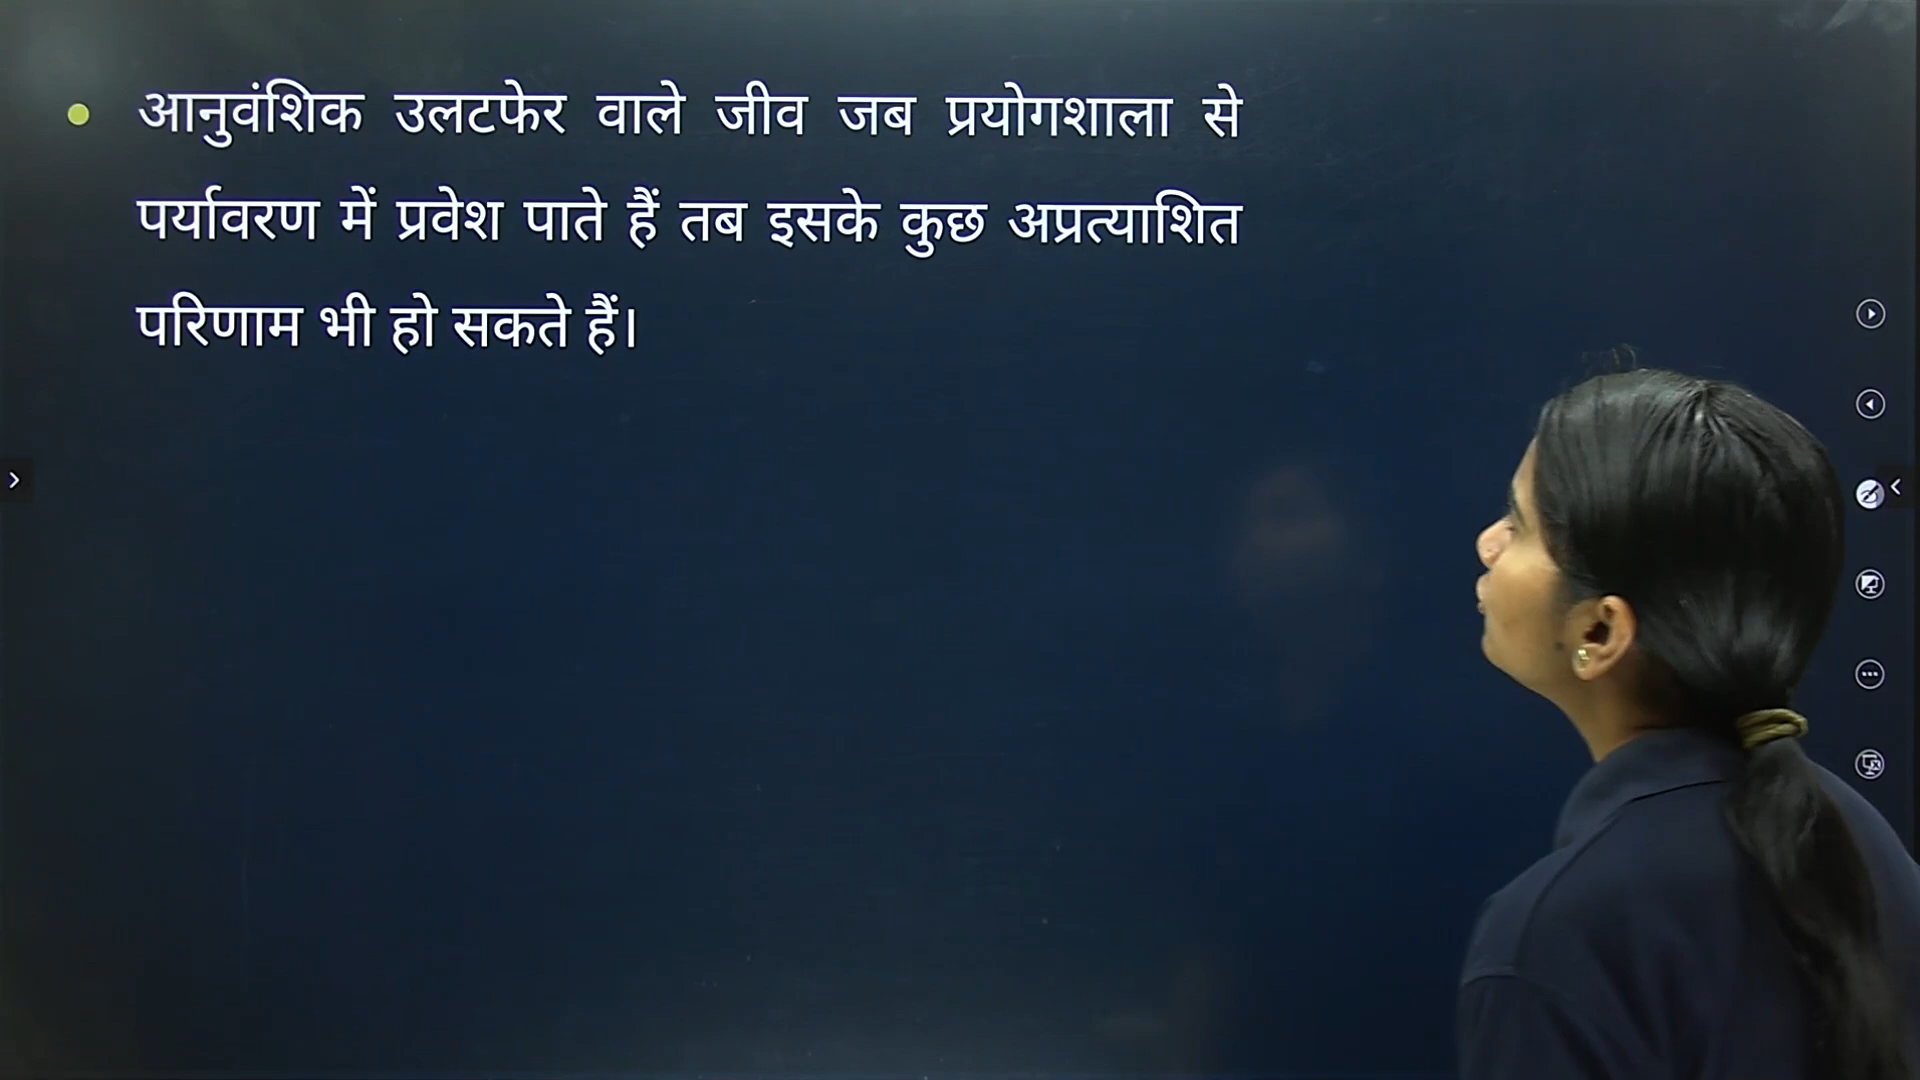 आनुवंशिक उलटफेर वाले जीव जब प्रयोगशाला से
पर्यावरण में प्रवेश पाते हैं तब इसके कुछ अप्रत्याशित
परिणाम भी हो सकते हैं।